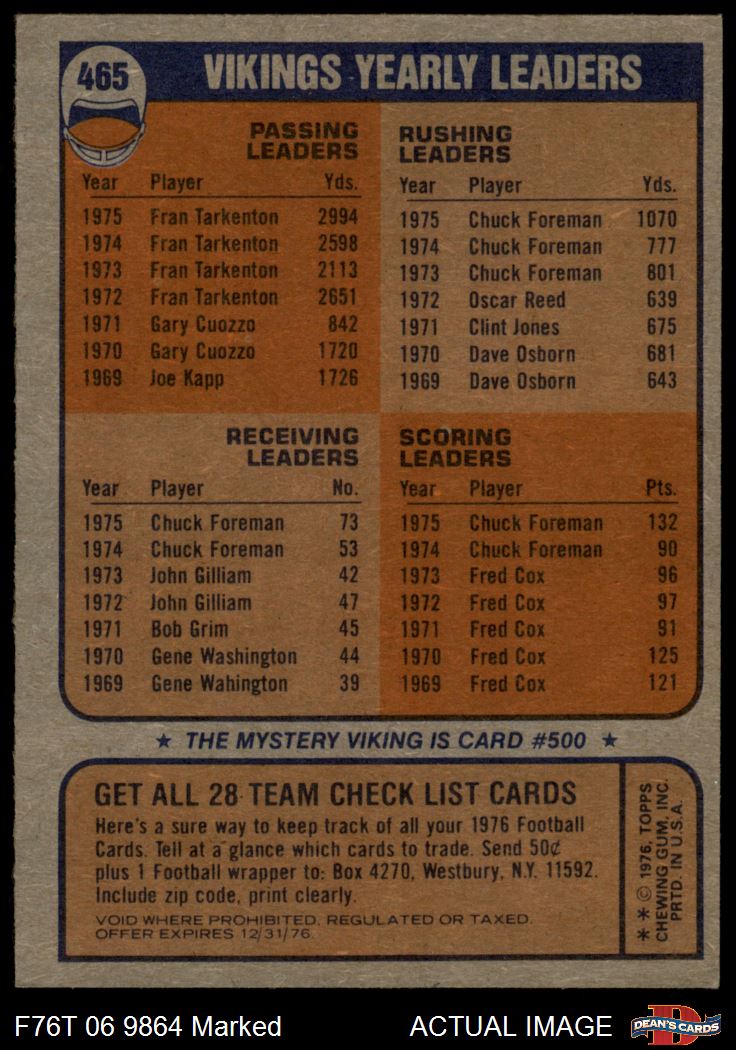 465
VIKINGS YEARLY LEADERS
PASSING
LEADERS
Year Player Yds.
1975 Fran Tarkenton 2994
1974 Fran Tarkenton 2598
1973 Fran Tarkenton 2113
1972 Fran Tarkenton 2651
1971 Gary Cuozzo 842
1970 Gary Cuozzo 1720
1969 Joe Kapp 1726
RUSHING
LEADERS
Year Player Yds.
1975 Chuck Foreman 1070
1974 Chuck Foreman 777
1973 Chuck Foreman 801
1972 Oscar Reed 639
1971 Clint Jones 675
1970 Dave Osborn 681
1969 Dave Osborn 643
RECEIVING
LEADERS
Year Player No.
1975 Chuck Foreman 73
1974 Chuck Foreman 53
1973 John Gilliam 42
1972 John Gilliam 47
1971 Bob Grim 45
1970 Gene Washington 44
1969 Gene Wahington 39
SCORING
LEADERS
Year Player Pts.
1975 Chuck Foreman 132
1974 Chuck Foreman 90
1973 Fred Cox 96
1972 Fred Cox 97
1971 Fred Cox 91
1970 Fred Cox 125
1969 Fred Cox 121
★ THE MYSTERY VIKING IS CARD #500 ★
GET ALL 28 TEAM CHECK LIST CARDS
Here's a sure way to keep track of all your 1976 Football
Cards. Tell at a glance which cards to trade. Send 50¢
plus 1 Football wrapper to: Box 4270, Westbury, N.Y. 11592.
Include zip code, print clearly.
VOID WHERE PROHIBITED, REGULATED OR TAXED.
OFFER EXPIRES 12/31/76.
** © 1976, TOPPS
CHEWING GUM, INC.
PRTD. IN U.S.A.
F76T 06 9864 Marked
ACTUAL IMAGE
D
DEAN'S CARDS